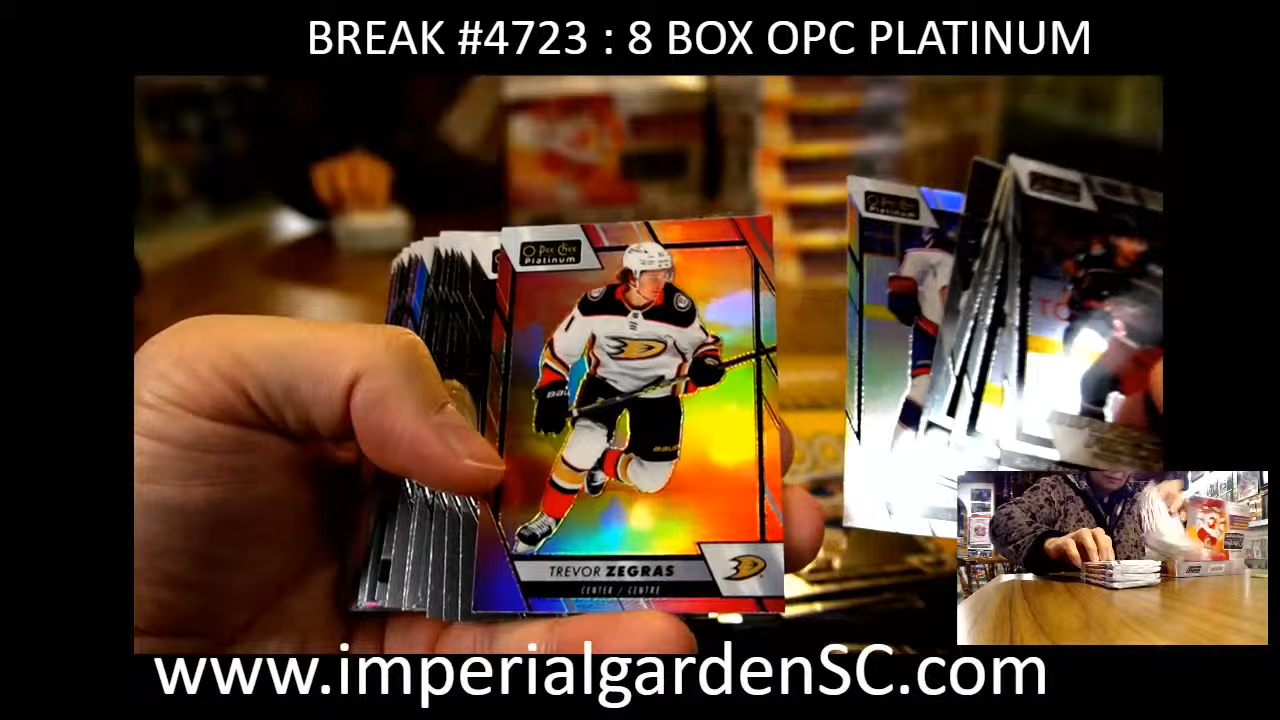 BREAK #4723 : 8 BOX OPC PLATINUM
O Pee Chee
Platinum
TREVOR ZEGRAS
CENTER / CENTRE
www.imperialgardenSC.com